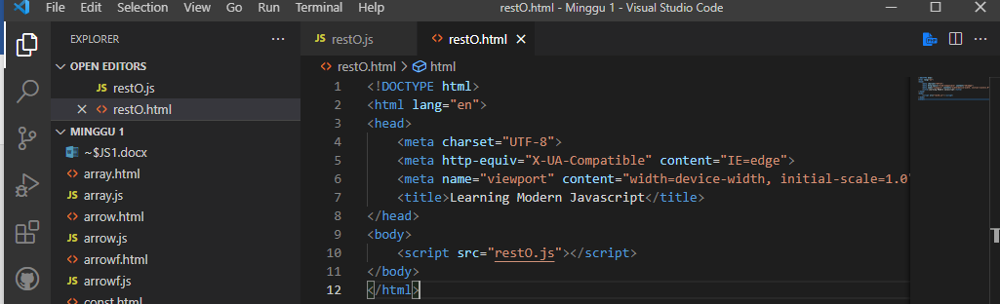 File Edit Selection View Go Run Terminal Help restO.html - Minggu 1 - Visual Studio Code
EXPLORER
OPEN EDITORS
JS restO.js
restO.html
MINGGU 1
~$JS1.docx
array.html
JS array.js
arrow.html
JS arrow.js
arrowf.html
JS arrowf.js
const.html
JS restO.js
restO.html
restO.html > html
1 <!DOCTYPE html>
2 <html lang="en">
3 <head>
4 <meta charset="UTF-8">
5 <meta http-equiv="X-UA-Compatible" content="IE=edge">
6 <meta name="viewport" content="width=device-width, initial-scale=1.0"
7 <title>Learning Modern Javascript</title>
8 </head>
9 <body>
10 <script src="restO.js"></script>
11 </body>
12 </html>